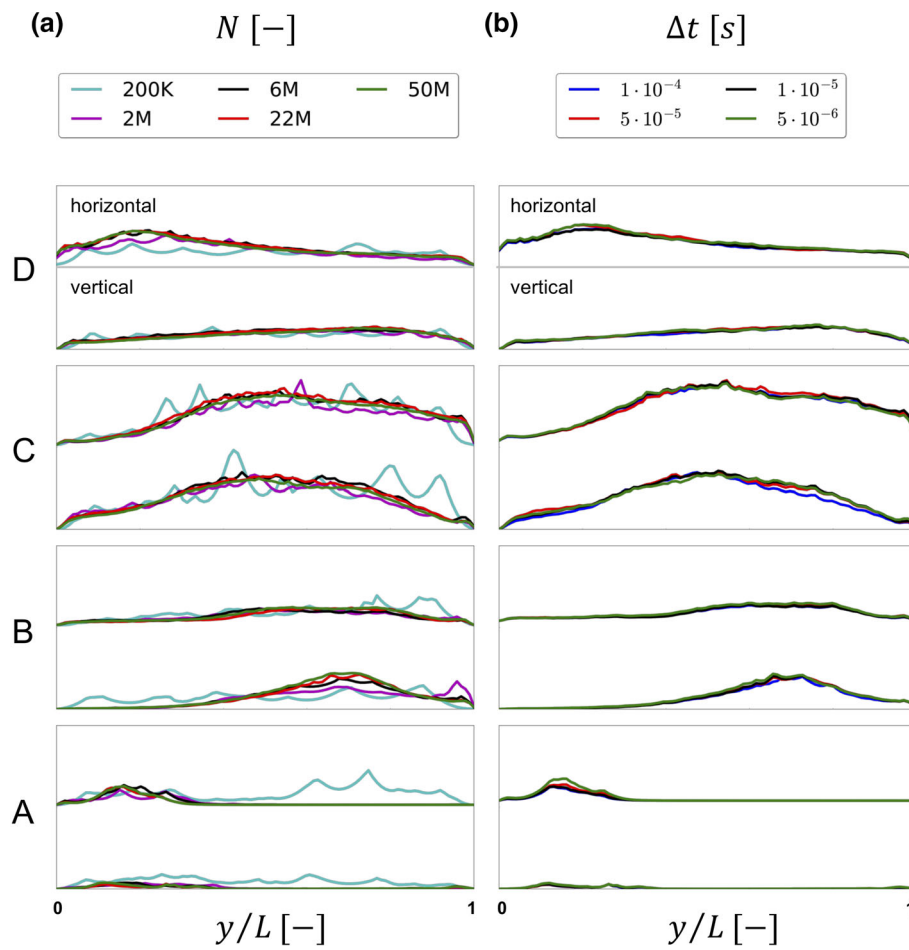 (a) N [−] (b) Δt [s]
200K 6M 50M 1 · 10⁻⁴ 1 · 10⁻⁵
2M 22M 5 · 10⁻⁵ 5 · 10⁻⁶
horizontal horizontal
D
vertical vertical
C
B
A
0 1 0 1
y/L [−] y/L [−]